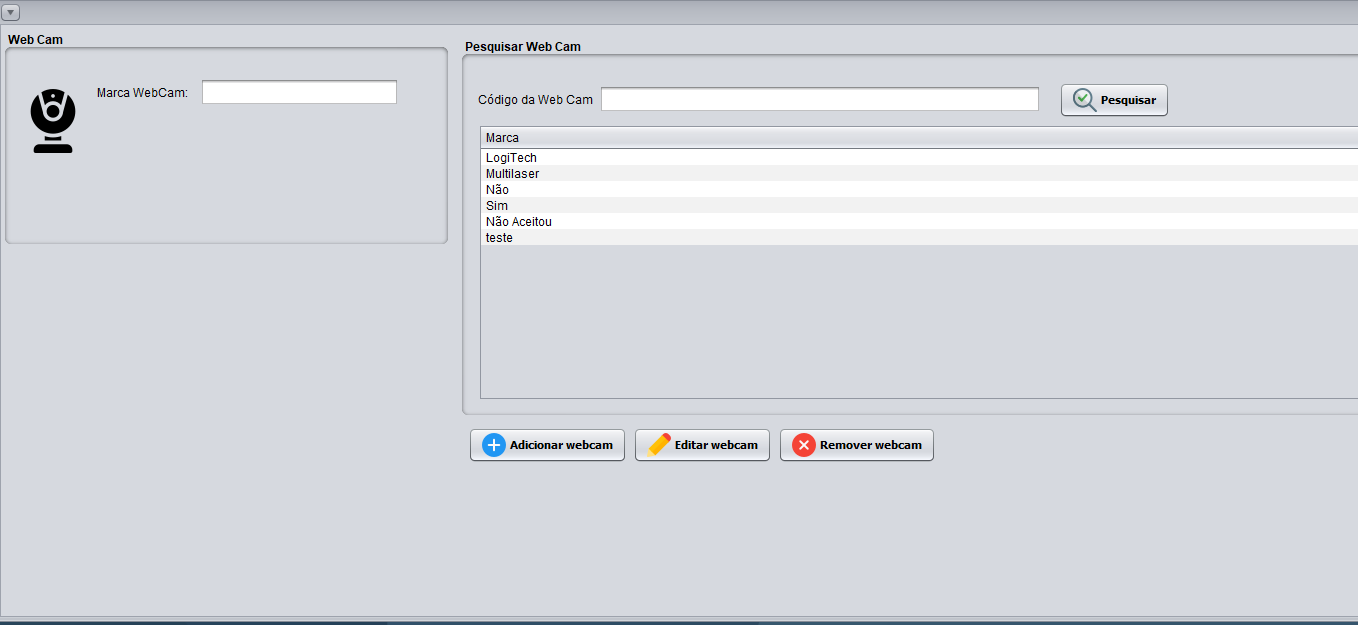 Web Cam
Marca WebCam:
Pesquisar Web Cam
Código da Web Cam
Pesquisar
Marca
LogiTech
Multilaser
Não
Sim
Não Aceitou
teste
Adicionar webcam
Editar webcam
Remover webcam